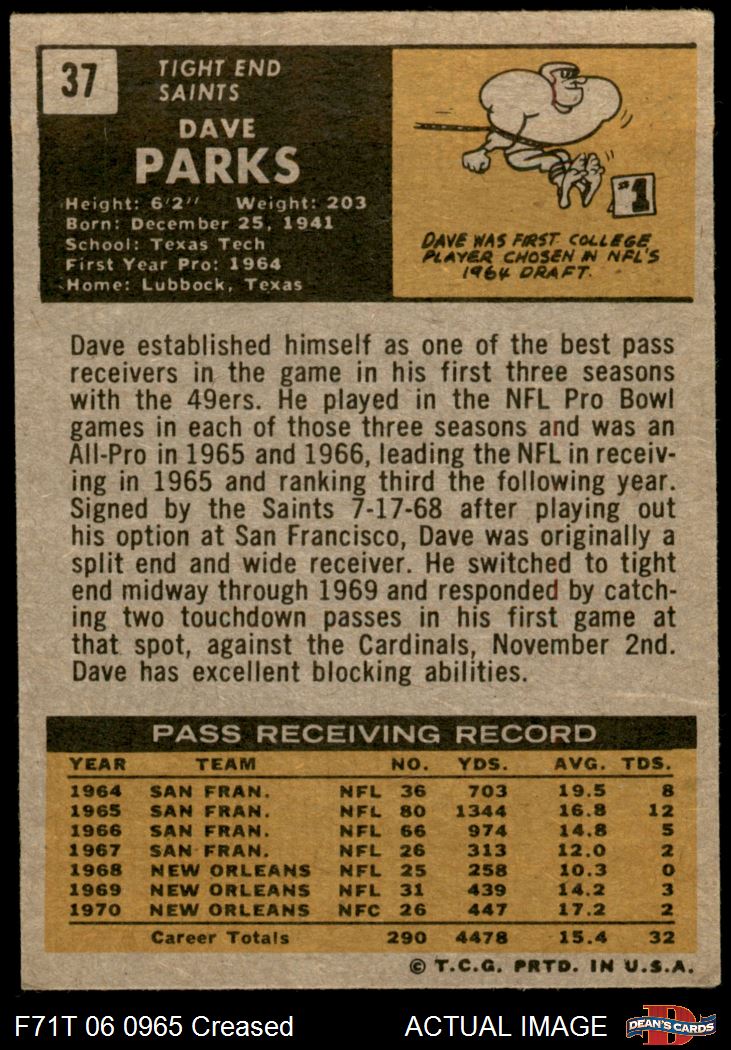 37
TIGHT END
SAINTS
DAVE
PARKS
Height: 6'2'' Weight: 203
Born: December 25, 1941
School: Texas Tech
First Year Pro: 1964
Home: Lubbock, Texas
#1
DAVE WAS FIRST COLLEGE
PLAYER CHOSEN IN NFL'S
1964 DRAFT.
Dave established himself as one of the best pass
receivers in the game in his first three seasons
with the 49ers. He played in the NFL Pro Bowl
games in each of those three seasons and was an
All-Pro in 1965 and 1966, leading the NFL in receiv-
ing in 1965 and ranking third the following year.
Signed by the Saints 7-17-68 after playing out
his option at San Francisco, Dave was originally a
split end and wide receiver. He switched to tight
end midway through 1969 and responded by catch-
ing two touchdown passes in his first game at
that spot, against the Cardinals, November 2nd.
Dave has excellent blocking abilities.
PASS RECEIVING RECORD
YEAR TEAM NO. YDS. AVG. TDS.
1964 SAN FRAN. NFL 36 703 19.5 8
1965 SAN FRAN. NFL 80 1344 16.8 12
1966 SAN FRAN. NFL 66 974 14.8 5
1967 SAN FRAN. NFL 26 313 12.0 2
1968 NEW ORLEANS NFL 25 258 10.3 0
1969 NEW ORLEANS NFL 31 439 14.2 3
1970 NEW ORLEANS NFC 26 447 17.2 2
Career Totals 290 4478 15.4 32
© T.C.G. PRTD. IN U.S.A.
F71T 06 0965 Creased ACTUAL IMAGE D DEAN'S CARDS